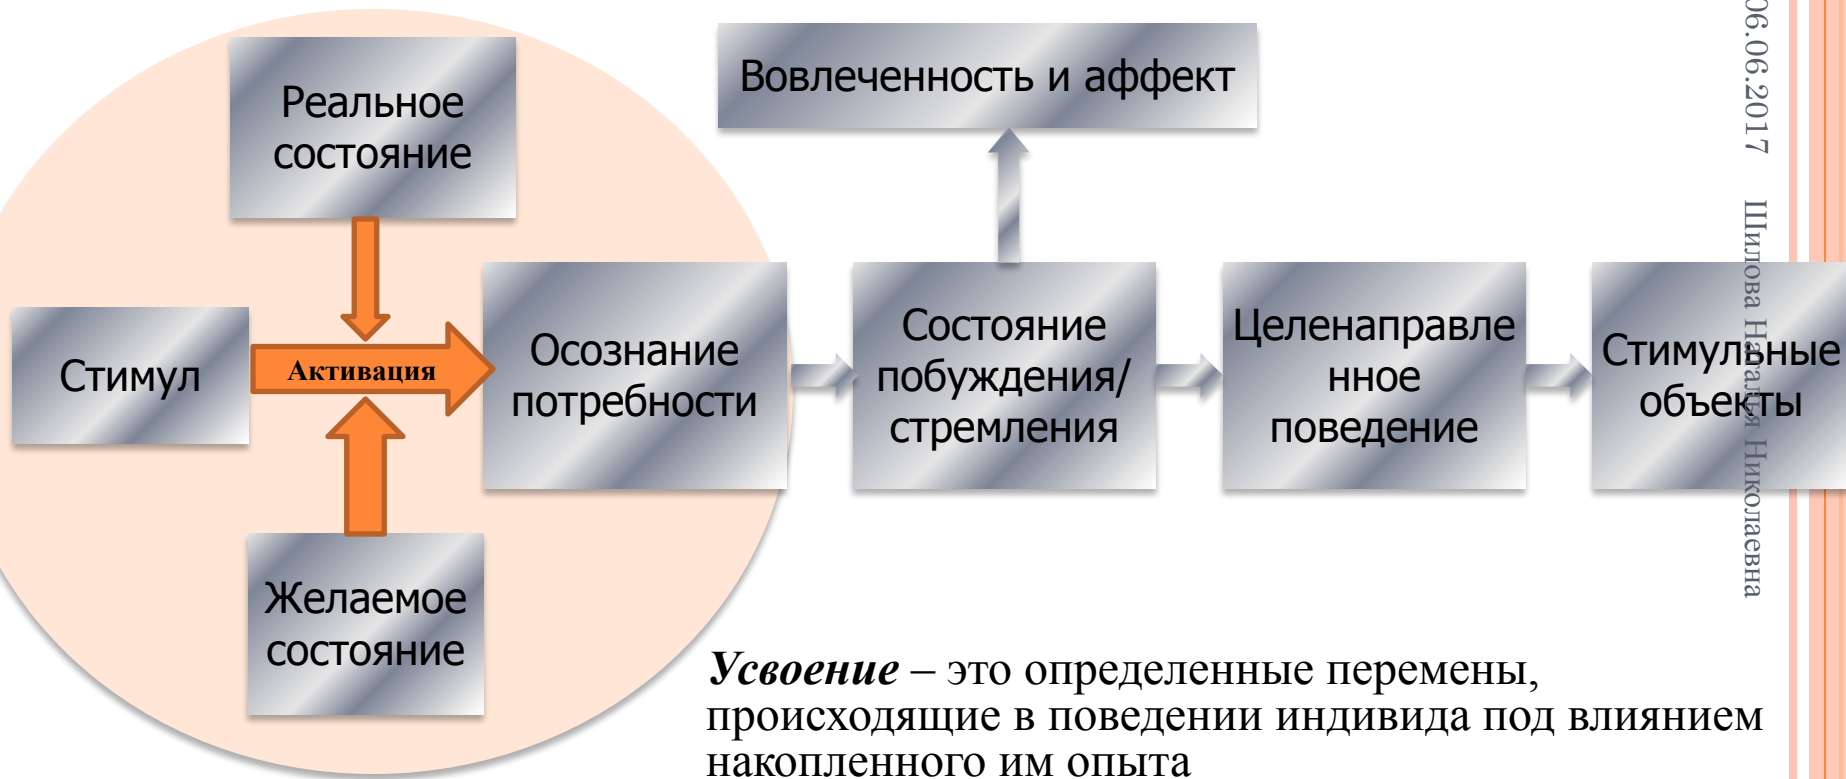 Реальное
состояние
Вовлеченность и аффект
Стимул
Активация
Осознание
потребности
Состояние
побуждения/
стремления
Целенаправле
нное
поведение
Стимульные
объекты
Желаемое
состояние
Усвоение – это определенные перемены,
происходящие в поведении индивида под влиянием
накопленного им опыта
06.06.2017
Шилова Наталья Николаевна